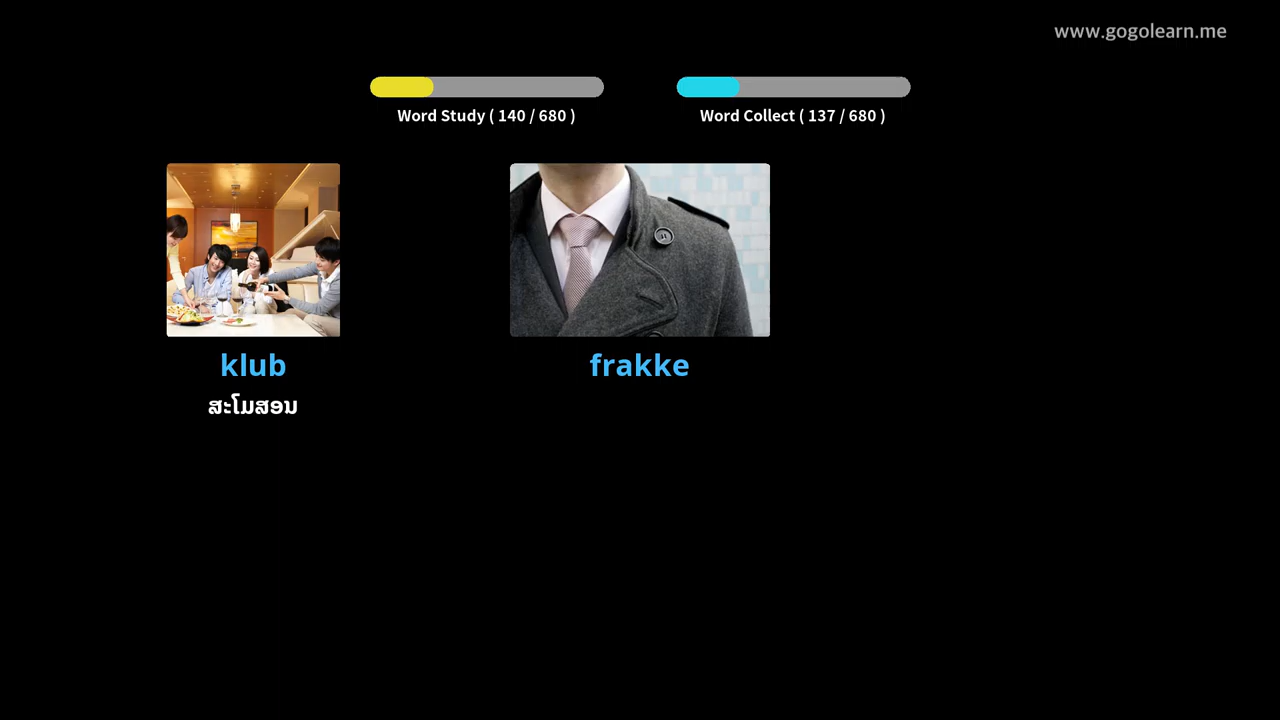 www.gogolearn.me
Word Study ( 140 / 680 )
Word Collect ( 137 / 680 )
klub
ສະໂມສອນ
frakke